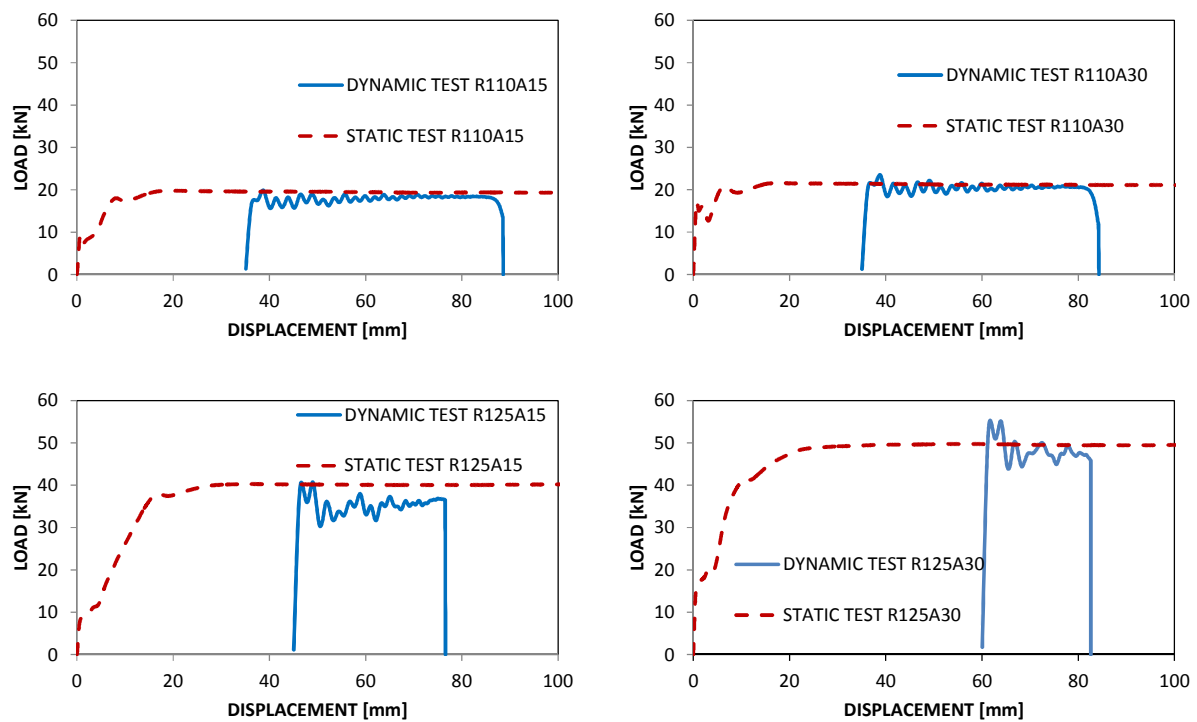 60
50
40
30
20
10
0
LOAD [kN]
DYNAMIC TEST R110A15
STATIC TEST R110A15
0 20 40 60 80 100
DISPLACEMENT [mm]
60
50
40
30
20
10
0
LOAD [kN]
DYNAMIC TEST R110A30
STATIC TEST R110A30
0 20 40 60 80 100
DISPLACEMENT [mm]
60
50
40
30
20
10
0
LOAD [kN]
DYNAMIC TEST R125A15
STATIC TEST R125A15
0 20 40 60 80 100
DISPLACEMENT [mm]
60
50
40
30
20
10
0
LOAD [kN]
DYNAMIC TEST R125A30
STATIC TEST R125A30
0 20 40 60 80 100
DISPLACEMENT [mm]